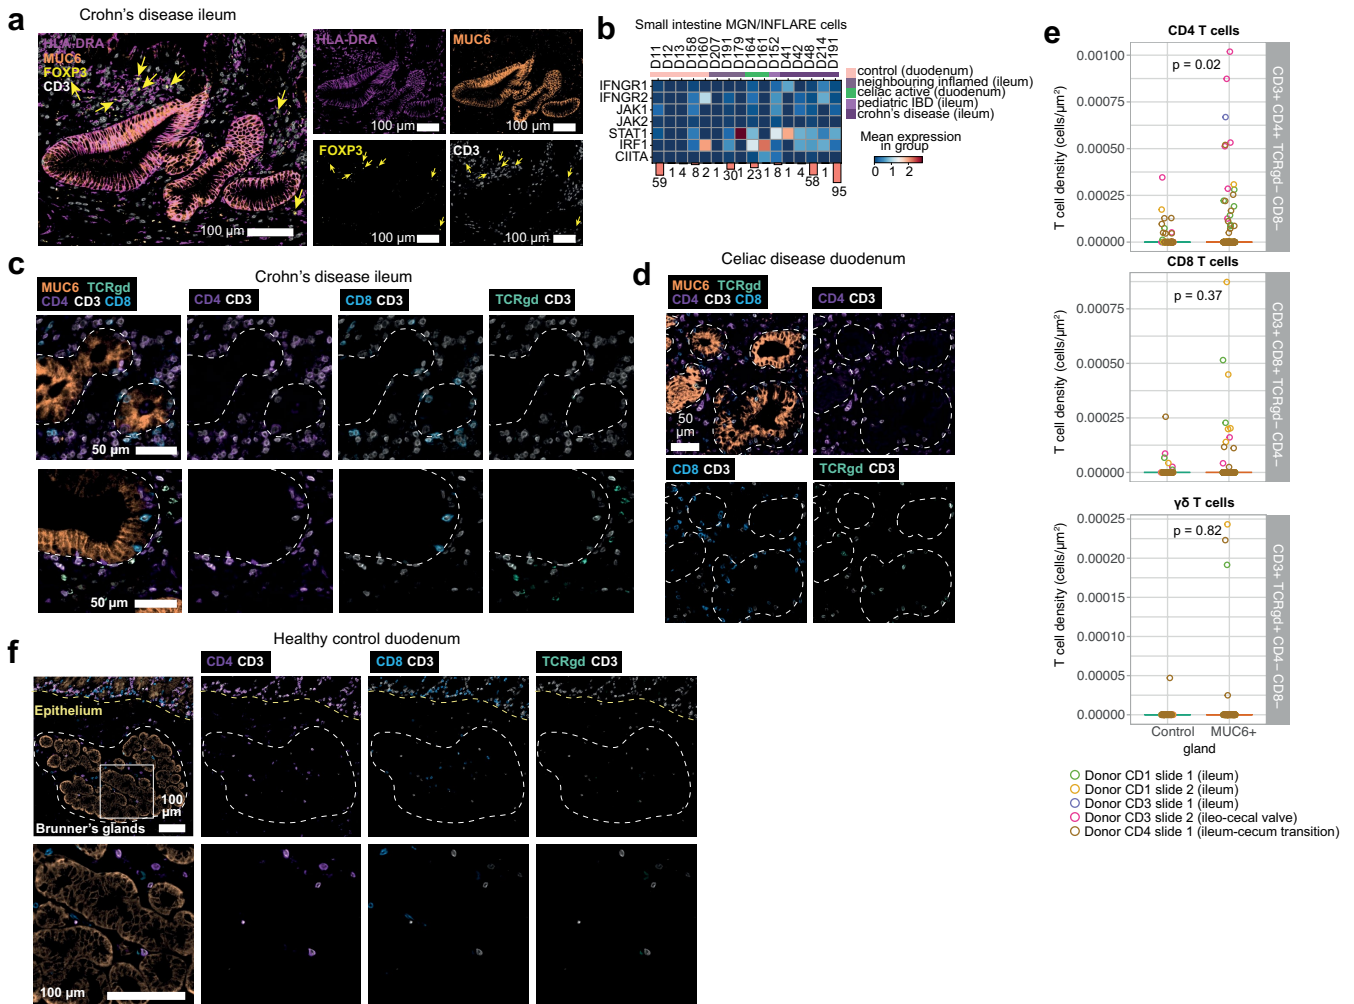 a
Crohn's disease ileum
HLA-DRA
MUC6
FOXP3
CD3
100 µm
HLA-DRA
100 µm
MUC6
100 µm
FOXP3
100 µm
CD3
100 µm
b
Small intestine MGN/INFLARE cells
D11
D12
D13
D158
D160
D207
D191
D179
D164
D161
D152
D41
D42
D48
D214
D191
control (duodenum)
neighbouring inflamed (ileum)
celiac active (duodenum)
pediatric IBD (ileum)
crohn's disease (ileum)
IFNGR1
IFNGR2
JAK1
JAK2
STAT1
IRF1
CIITA
Mean expression
in group
0 1 2
59 1 4 8 2 1 30 1 23 1 8 1 4 58 1 95
c
Crohn's disease ileum
MUC6 TCRgd
CD4 CD3 CD8
CD4 CD3
CD8 CD3
TCRgd CD3
50 µm
50 µm
d
Celiac disease duodenum
MUC6 TCRgd
CD4 CD3 CD8
CD4 CD3
50
µm
CD8 CD3
TCRgd CD3
e
CD4 T cells
p = 0.02
0.00100
0.00075
0.00050
0.00025
0.00000
T cell density (cells/µm²)
CD3+ CD4+ TCRgd− CD8−
CD8 T cells
p = 0.37
0.00075
0.00050
0.00025
0.00000
T cell density (cells/µm²)
CD3+ CD8+ TCRgd− CD4−
γδ T cells
p = 0.82
0.00025
0.00020
0.00015
0.00010
0.00005
0.00000
T cell density (cells/µm²)
CD3+ TCRgd+ CD4− CD8−
Control MUC6+
gland
Donor CD1 slide 1 (ileum)
Donor CD1 slide 2 (ileum)
Donor CD3 slide 1 (ileum)
Donor CD3 slide 2 (ileo-cecal valve)
Donor CD4 slide 1 (ileum-cecum transition)
f
Healthy control duodenum
CD4 CD3
CD8 CD3
TCRgd CD3
Epithelium
100
µm
Brunner's glands
100 µm